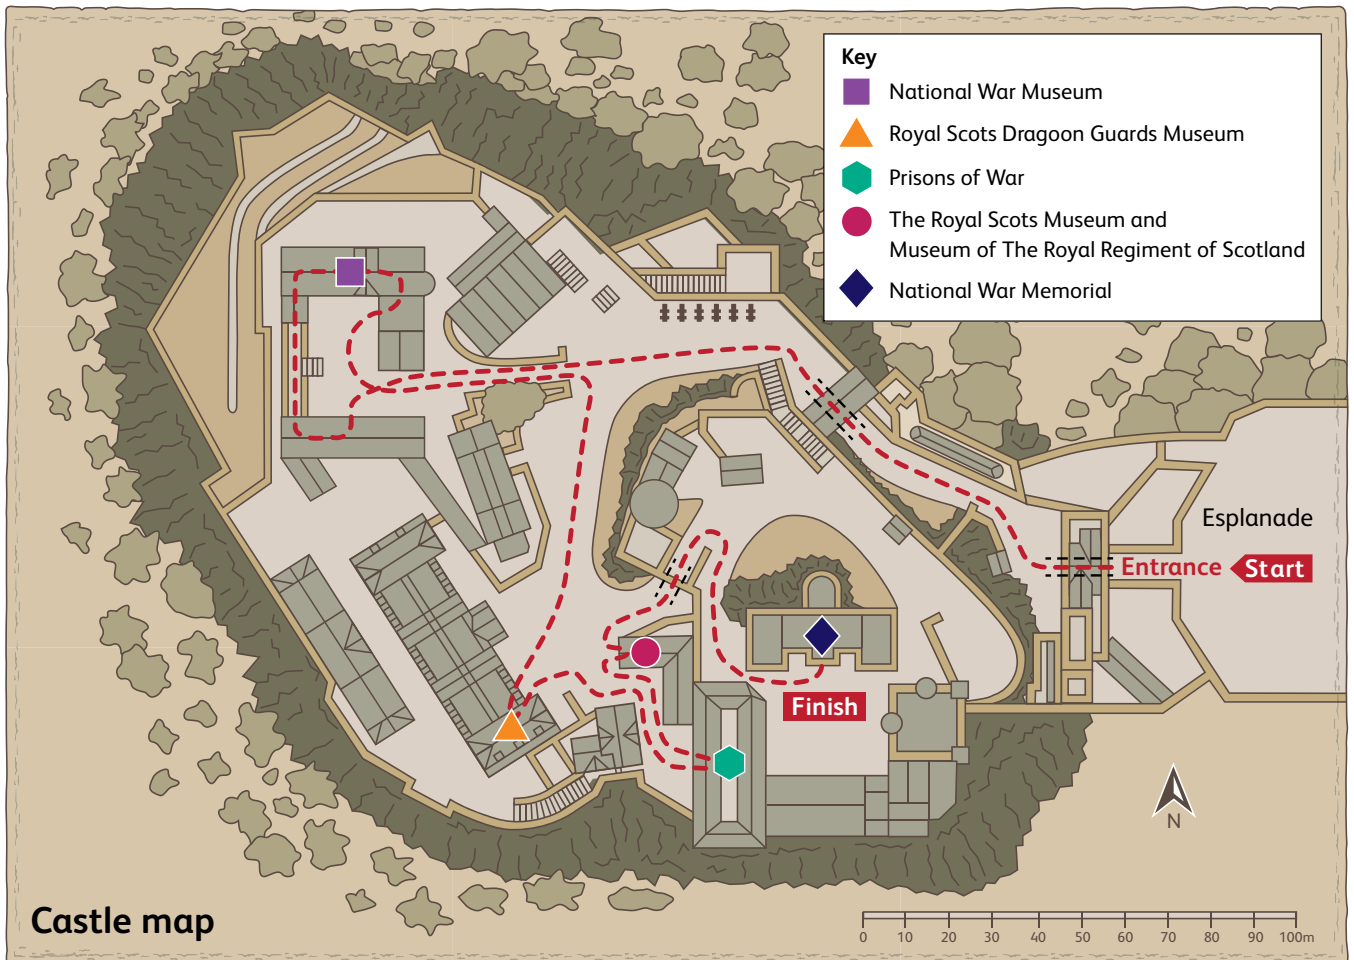 Key
National War Museum
Royal Scots Dragoon Guards Museum
Prisons of War
The Royal Scots Museum and
Museum of The Royal Regiment of Scotland
National War Memorial
Esplanade
Entrance Start
Finish
N
Castle map
0 10 20 30 40 50 60 70 80 90 100m